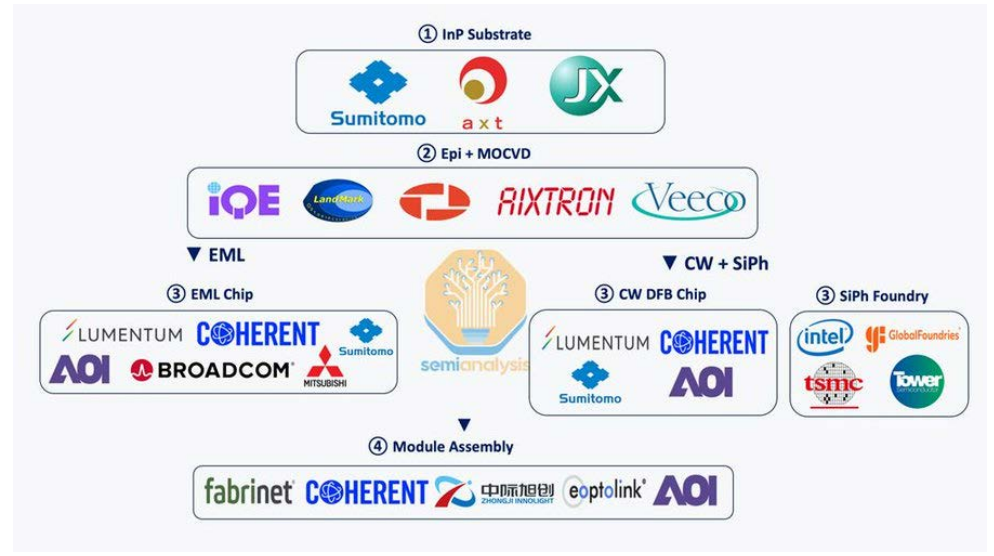 ① InP Substrate
Sumitomo
axt
JX
② Epi + MOCVD
iQE
LandMark
AIXTRON
Veeco
▼ EML
▼ CW + SiPh
③ EML Chip
③ CW DFB Chip
③ SiPh Foundry
LUMENTUM
COHERENT
Sumitomo
AOI
BROADCOM
MITSUBISHI
semianalysis
LUMENTUM
COHERENT
Sumitomo
AOI
intel
GF GlobalFoundries
tsmc
Tower
Semiconductor
④ Module Assembly
fabrinet
COHERENT
中际旭创
ZHONGJI INNOLIGHT
eoptolink
AOI